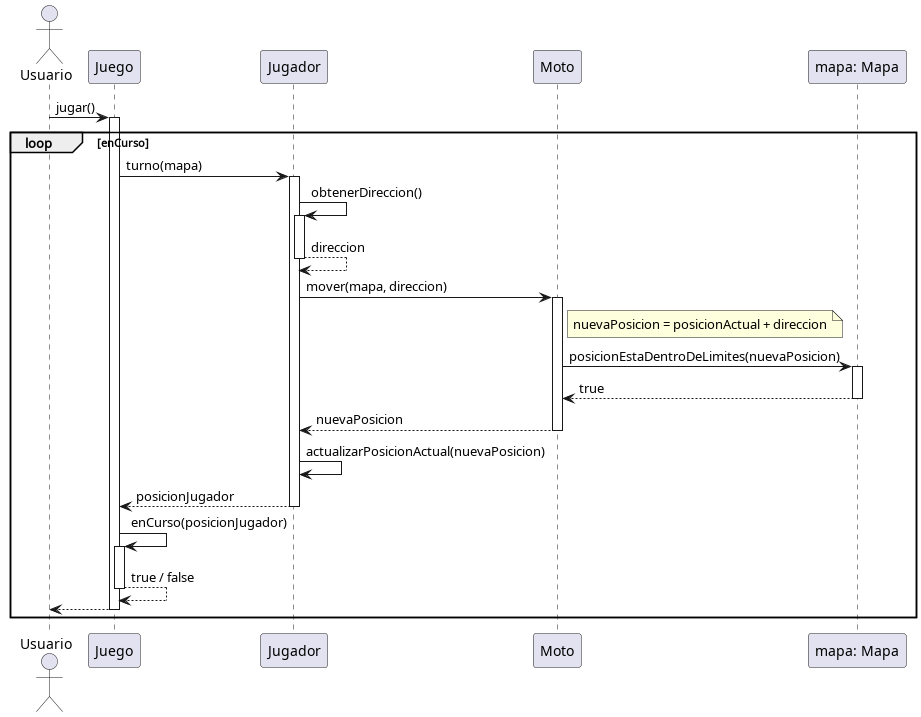 Usuario
Juego
Jugador
Moto
mapa: Mapa
jugar()
loop
[enCurso]
turno(mapa)
obtenerDireccion()
direccion
mover(mapa, direccion)
nuevaPosicion = posicionActual + direccion
posicionEstaDentroDeLimites(nuevaPosicion)
true
nuevaPosicion
actualizarPosicionActual(nuevaPosicion)
posicionJugador
enCurso(posicionJugador)
true / false
Usuario
Juego
Jugador
Moto
mapa: Mapa